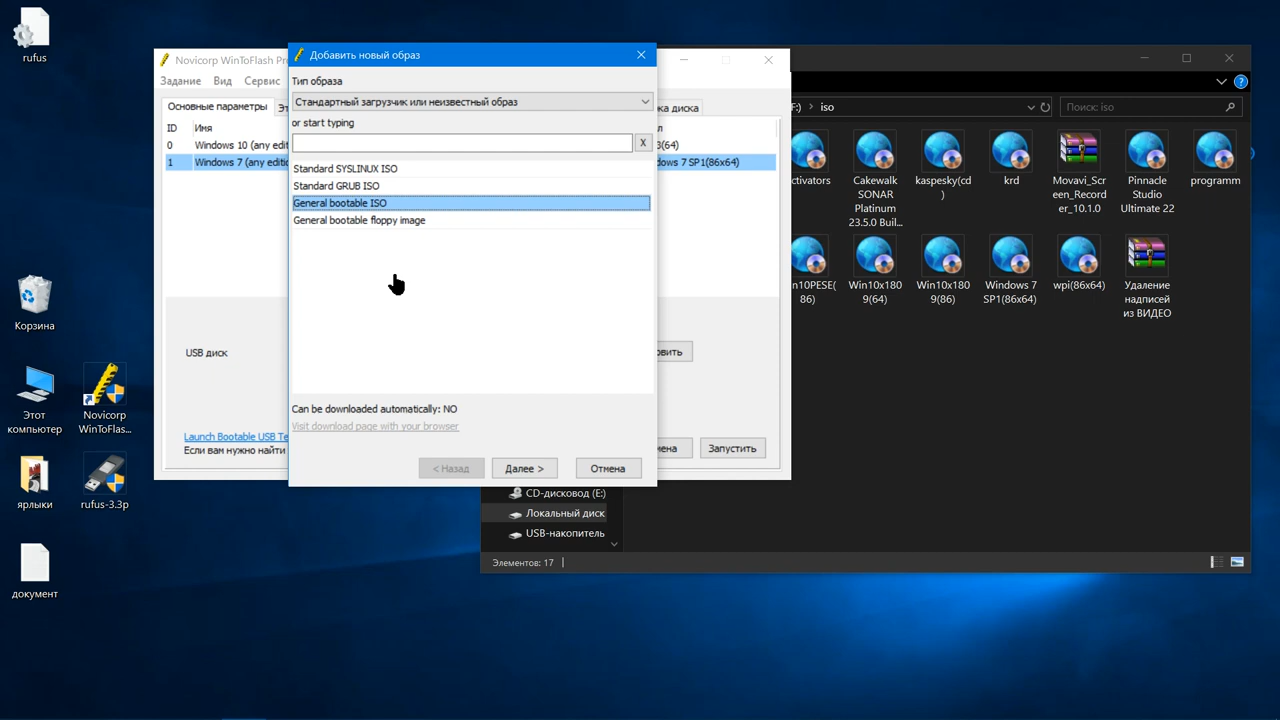 rufus
Корзина
Этот
компьютер
Novicorp
WinToFlas...
ярлыки
rufus-3.3p
документ
Novicorp WinToFlash Pr
Задание Вид Сервис
Основные параметры
ка диска
ID Имя
0 Windows 10 (any editi
(64)
1 Windows 7 (any editi
dows 7 SP1(86x64)
USB диск
овить
Launch Bootable USB Te
Если вам нужно найти
мена
Запустить
Добавить новый образ
Тип образа
Стандартный загрузчик или неизвестный образ
or start typing
X
Standard SYSLINUX ISO
Standard GRUB ISO
General bootable ISO
General bootable floppy image
Can be downloaded automatically: NO
Visit download page with your browser
< Назад
Далее >
Отмена
F:) › iso
Поиск: iso
ctivators
Cakewalk
SONAR
Platinum
23.5.0 Buil...
kaspesky(cd
)
krd
Movavi_Scr
een_Record
er_10.1.0
Pinnacle
Studio
Ultimate 22
programm
n10PESE(
86)
Win10x180
9(64)
Win10x180
9(86)
Windows 7
SP1(86x64)
wpi(86x64)
Удаление
надписей
из ВИДЕО
CD-дисковод (E:)
Локальный диск
USB-накопитель
Элементов: 17